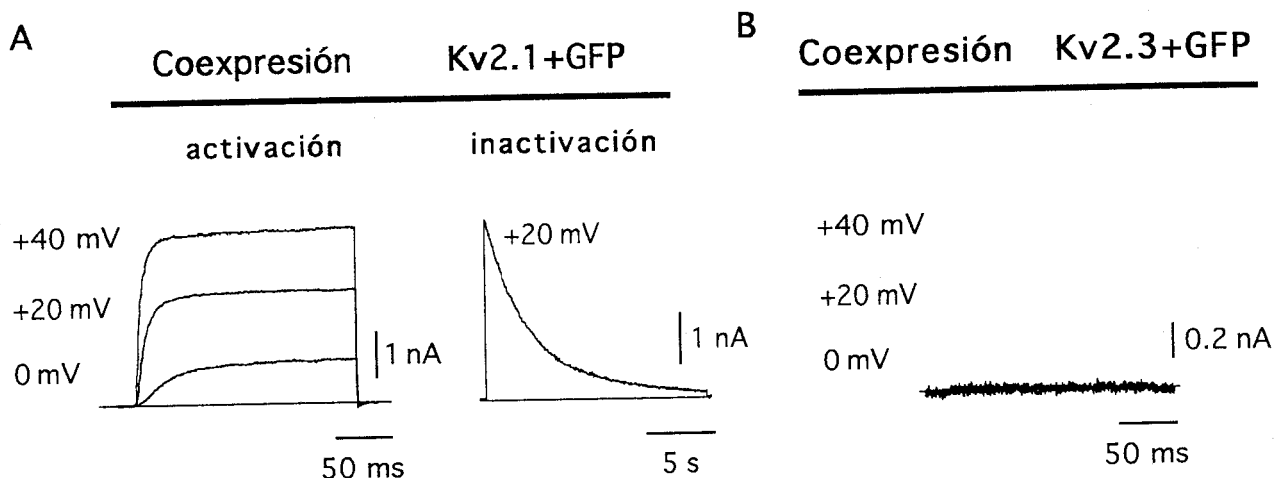 A
Coexpresión Kv2.1+GFP
activación
inactivación
+40 mV
+20 mV
0 mV
1 nA
50 ms
+20 mV
1 nA
5 s
B
Coexpresión Kv2.3+GFP
+40 mV
+20 mV
0 mV
0.2 nA
50 ms